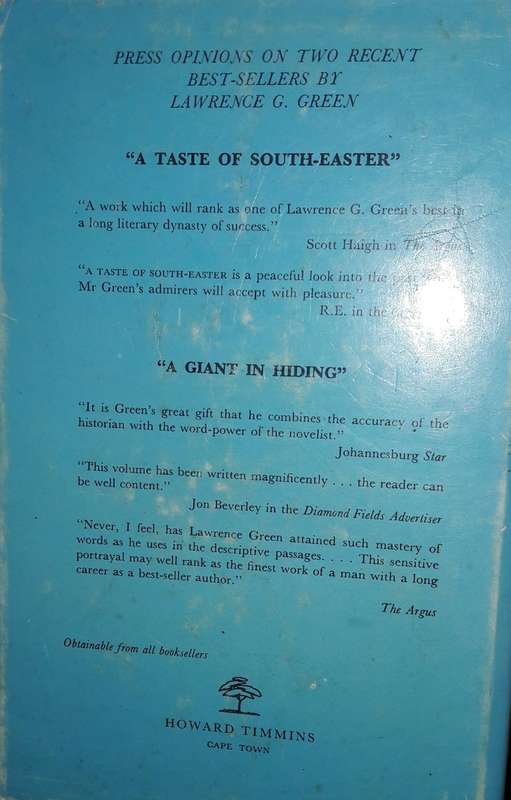 PRESS OPINIONS ON TWO RECENT
BEST-SELLERS BY
LAWRENCE G. GREEN
"A TASTE OF SOUTH-EASTER"
"A work which will rank as one of Lawrence G. Green's best in
a long literary dynasty of success."
Scott Haigh in The Argus
"A TASTE OF SOUTH-EASTER is a peaceful look into the
Mr Green's admirers will accept with pleasure."
R.E. in the
"A GIANT IN HIDING"
"It is Green's great gift that he combines the accuracy of the
historian with the word-power of the novelist."
Johannesburg Star
"This volume has been written magnificently . . . the reader can
be well content."
Jon Beverley in the Diamond Fields Advertiser
"Never, I feel, has Lawrence Green attained such mastery of
words as he uses in the descriptive passages. . . . This sensitive
portrayal may well rank as the finest work of a man with a long
career as a best-seller author."
The Argus
Obtainable from all booksellers
HOWARD TIMMINS
CAPE TOWN